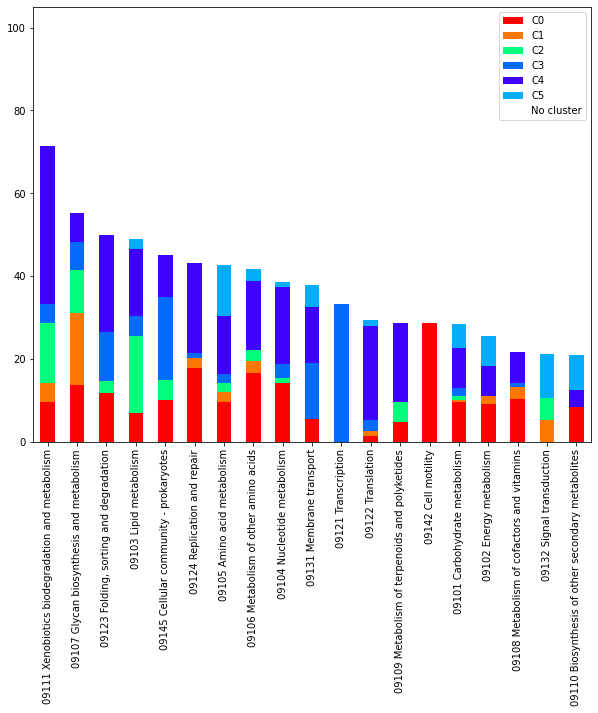 100
80
60
40
20
0
C0
C1
C2
C3
C4
C5
No cluster
09111 Xenobiotics biodegradation and metabolism
09107 Glycan biosynthesis and metabolism
09123 Folding, sorting and degradation
09103 Lipid metabolism
09145 Cellular community - prokaryotes
09124 Replication and repair
09105 Amino acid metabolism
09106 Metabolism of other amino acids
09104 Nucleotide metabolism
09131 Membrane transport
09121 Transcription
09122 Translation
09109 Metabolism of terpenoids and polyketides
09142 Cell motility
09101 Carbohydrate metabolism
09102 Energy metabolism
09108 Metabolism of cofactors and vitamins
09132 Signal transduction
09110 Biosynthesis of other secondary metabolites